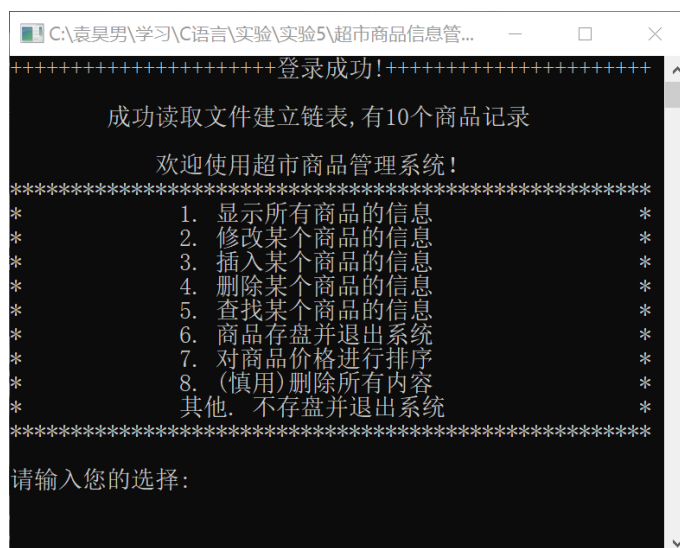 C:\袁昊男\学习\C语言\实验\实验5\超市商品信息管...
++++++++++++++++++++++登录成功!++++++++++++++++++++++
成功读取文件建立链表,有10个商品记录
欢迎使用超市商品管理系统!
*****************************************************
* 1. 显示所有商品的信息 *
* 2. 修改某个商品的信息 *
* 3. 插入某个商品的信息 *
* 4. 删除某个商品的信息 *
* 5. 查找某个商品的信息 *
* 6. 商品存盘并退出系统 *
* 7. 对商品价格进行排序 *
* 8. (慎用)删除所有内容 *
* 其他. 不存盘并退出系统 *
*****************************************************
请输入您的选择: